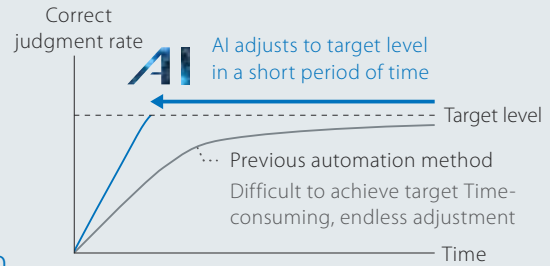 Correct
judgment rate
AI
AI adjusts to target level
in a short period of time
Target level
Previous automation method
Difficult to achieve target Time-
consuming, endless adjustment
Time